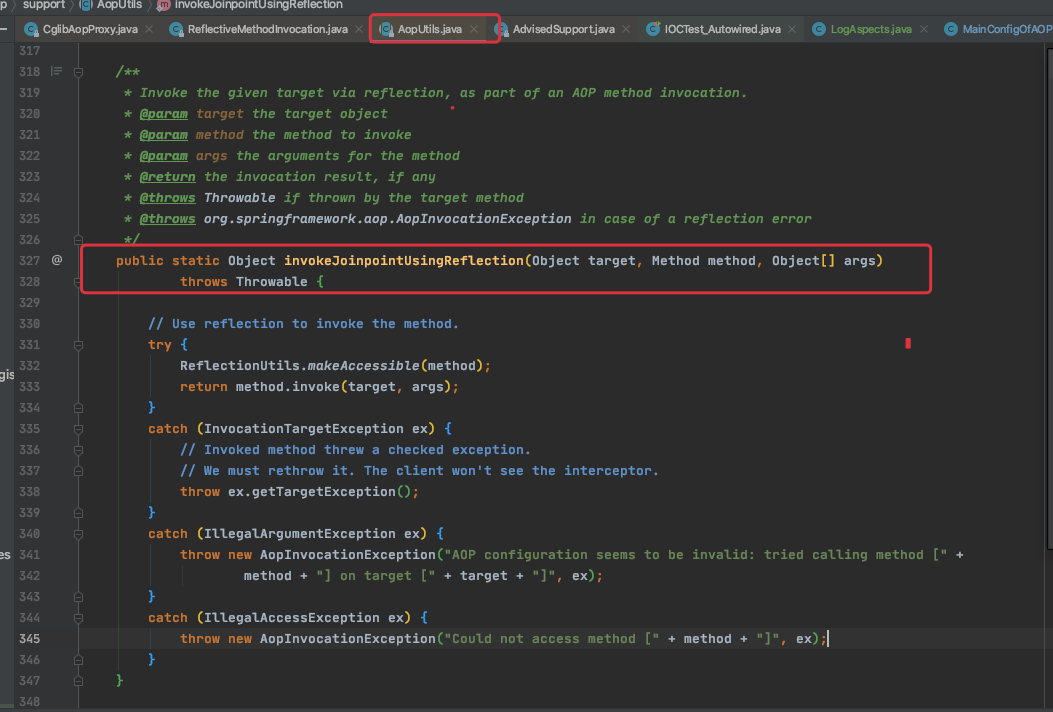 p support AopUtils invokeJoinpointUsingReflection
CglibAopProxy.java ReflectiveMethodInvocation.java AopUtils.java AdvisedSupport.java IOCTest_Autowired.java LogAspects.java MainConfigOfAOP
317
318 /**
319 * Invoke the given target via reflection, as part of an AOP method invocation.
320 * @param target the target object
321 * @param method the method to invoke
322 * @param args the arguments for the method
323 * @return the invocation result, if any
324 * @throws Throwable if thrown by the target method
325 * @throws org.springframework.aop.AopInvocationException in case of a reflection error
326 */
327 @ public static Object invokeJoinpointUsingReflection(Object target, Method method, Object[] args)
328 throws Throwable {
329
330 // Use reflection to invoke the method.
331 try {
332 ReflectionUtils.makeAccessible(method);
gis
333 return method.invoke(target, args);
334 }
335 catch (InvocationTargetException ex) {
336 // Invoked method threw a checked exception.
337 // We must rethrow it. The client won't see the interceptor.
338 throw ex.getTargetException();
339 }
340 catch (IllegalArgumentException ex) {
es
341 throw new AopInvocationException("AOP configuration seems to be invalid: tried calling method [" +
342 method + "] on target [" + target + "]", ex);
343 }
344 catch (IllegalAccessException ex) {
345 throw new AopInvocationException("Could not access method [" + method + "]", ex);
346 }
347 }
348